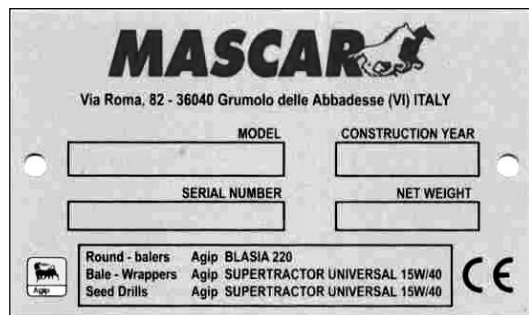 MASCAR
Via Roma, 82 - 36040 Grumolo delle Abbadesse (VI) ITALY
MODEL CONSTRUCTION YEAR
SERIAL NUMBER NET WEIGHT
Round - balers Agip BLASIA 220
Bale - Wrappers Agip SUPERTRACTOR UNIVERSAL 15W/40
Seed Drills Agip SUPERTRACTOR UNIVERSAL 15W/40
Agip
CE